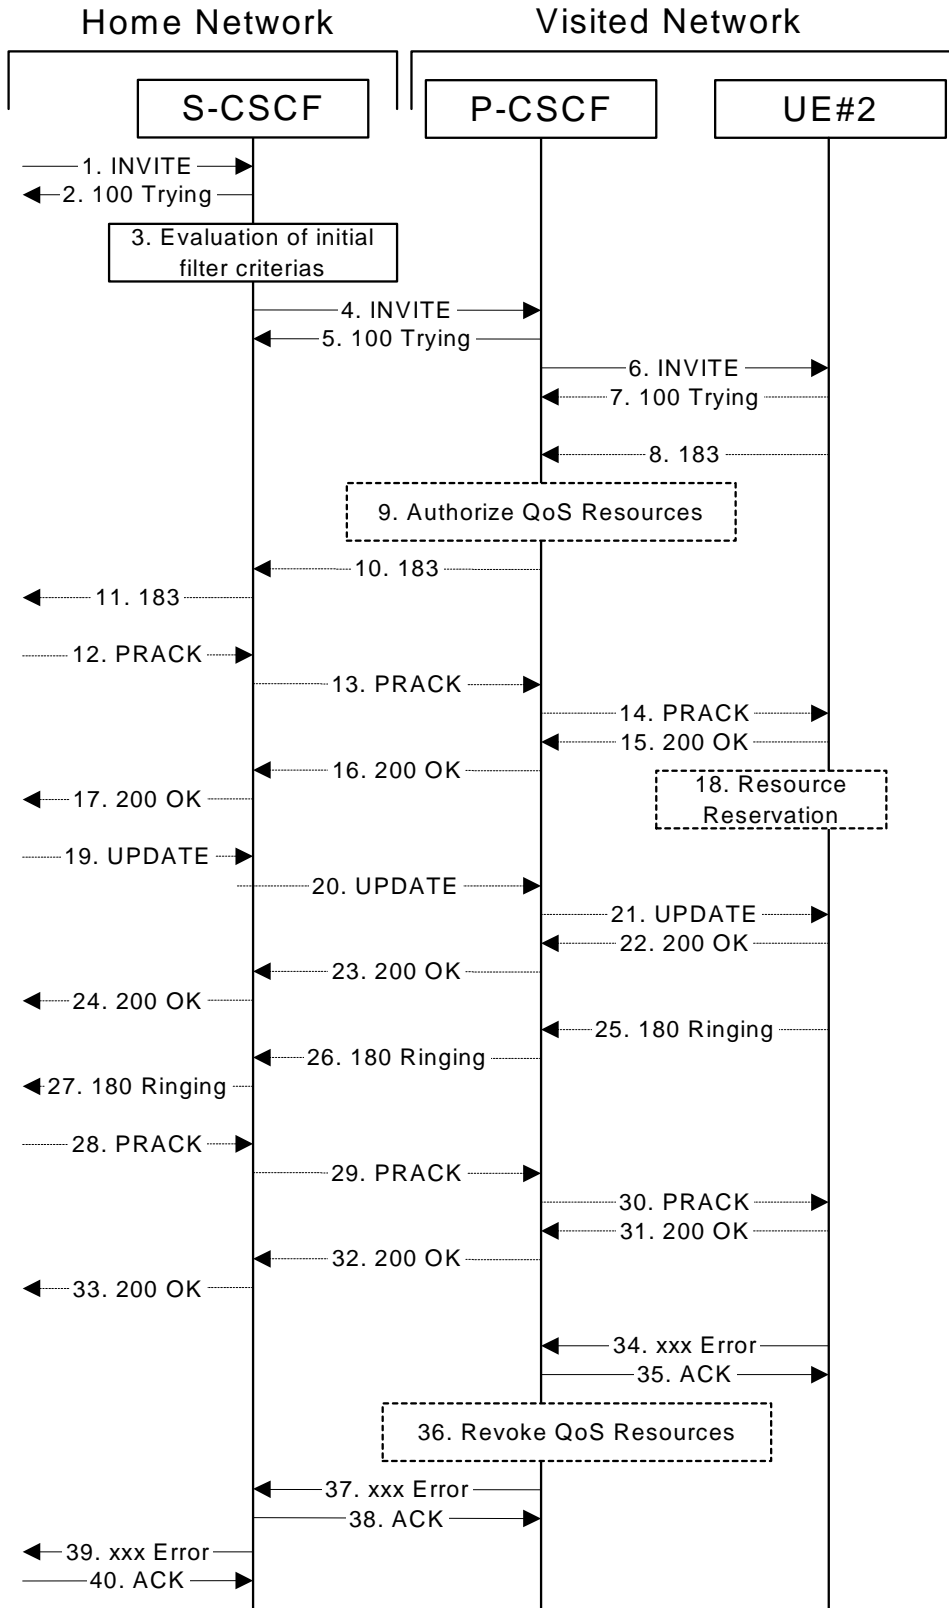 Home Network
Visited Network
S-CSCF
P-CSCF
UE#2
1. INVITE
2. 100 Trying
3. Evaluation of initial
filter criterias
4. INVITE
5. 100 Trying
6. INVITE
7. 100 Trying
8. 183
9. Authorize QoS Resources
10. 183
11. 183
12. PRACK
13. PRACK
14. PRACK
15. 200 OK
16. 200 OK
17. 200 OK
18. Resource
Reservation
19. UPDATE
20. UPDATE
21. UPDATE
22. 200 OK
23. 200 OK
24. 200 OK
25. 180 Ringing
26. 180 Ringing
27. 180 Ringing
28. PRACK
29. PRACK
30. PRACK
31. 200 OK
32. 200 OK
33. 200 OK
34. xxx Error
35. ACK
36. Revoke QoS Resources
37. xxx Error
38. ACK
39. xxx Error
40. ACK